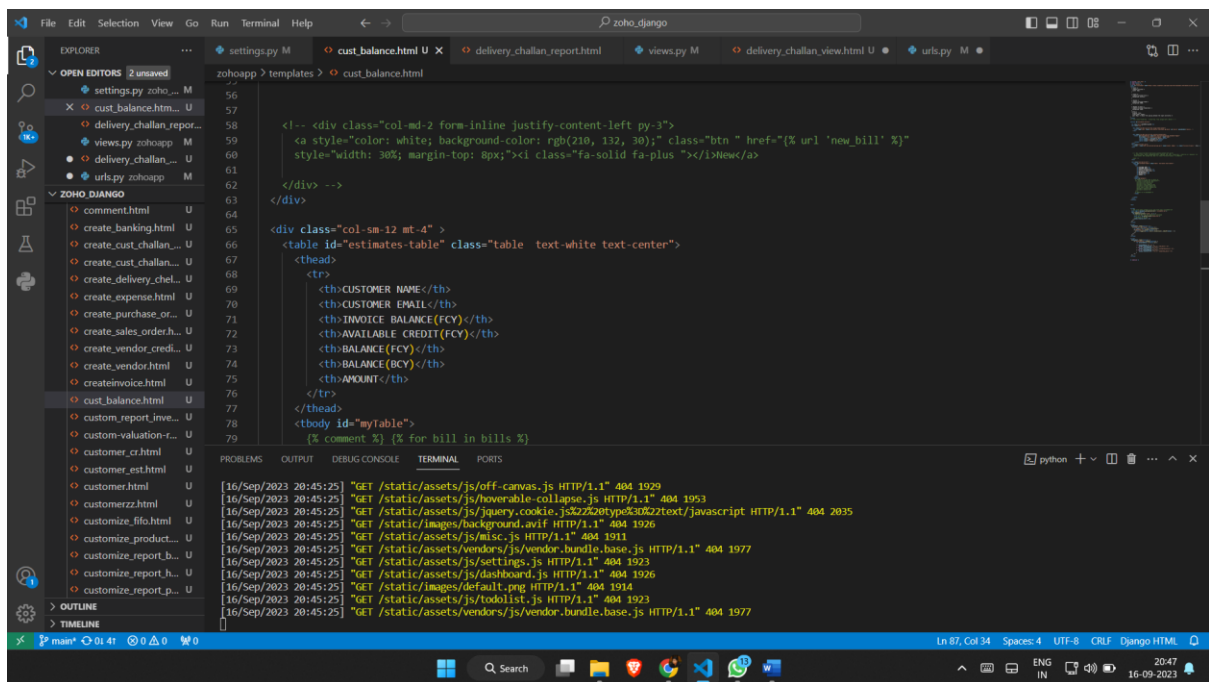 File Edit Selection View Go Run Terminal Help
zoho_django
EXPLORER
OPEN EDITORS 2 unsaved
settings.py zoho_... M
cust_balance.htm... U
delivery_challan_repor...
views.py zohoapp M
delivery_challan_... U
urls.py zohoapp M
ZOHO_DJANGO
comment.html U
create_banking.html U
create_cust_challan_... U
create_cust_challan.... U
create_delivery_chel... U
create_expense.html U
create_purchase_or... U
create_sales_order.h... U
create_vendor_credi... U
create_vendor.html U
createinvoice.html U
cust_balance.html U
custom_report_inve... U
custom-valuation-r... U
customer_cr.html U
customer_est.html U
customer.html U
customerzz.html U
customize_fifo.html U
customize_product.... U
customize_report_b... U
customize_report_h... U
customize_report_p... U
OUTLINE
TIMELINE
2
1K+
1
settings.py M
cust_balance.html U
delivery_challan_report.html
views.py M
delivery_challan_view.html U
urls.py M
zohoapp > templates > cust_balance.html
56
57
58 <!-- <div class="col-md-2 form-inline justify-content-left py-3">
59 <a style="color: white; background-color: rgb(210, 132, 30);" class="btn " href="{% url 'new_bill' %}"
60 style="width: 30%; margin-top: 8px;"><i class="fa-solid fa-plus "></i>New</a>
61
62 </div> -->
63 </div>
64
65 <div class="col-sm-12 mt-4" >
66 <table id="estimates-table" class="table  text-white text-center">
67 <thead>
68 <tr>
69 <th>CUSTOMER NAME</th>
70 <th>CUSTOMER EMAIL</th>
71 <th>INVOICE BALANCE(FCY)</th>
72 <th>AVAILABLE CREDIT(FCY)</th>
73 <th>BALANCE(FCY)</th>
74 <th>BALANCE(BCY)</th>
75 <th>AMOUNT</th>
76 </tr>
77 </thead>
78 <tbody id="myTable">
79 {% comment %} {% for bill in bills %}
PROBLEMS OUTPUT DEBUG CONSOLE TERMINAL PORTS
python
[16/Sep/2023 20:45:25] "GET /static/assets/js/off-canvas.js HTTP/1.1" 404 1929
[16/Sep/2023 20:45:25] "GET /static/assets/js/hoverable-collapse.js HTTP/1.1" 404 1953
[16/Sep/2023 20:45:25] "GET /static/assets/js/jquery.cookie.js%22%20type%3D%22text/javascript HTTP/1.1" 404 2035
[16/Sep/2023 20:45:25] "GET /static/images/background.avif HTTP/1.1" 404 1926
[16/Sep/2023 20:45:25] "GET /static/assets/js/misc.js HTTP/1.1" 404 1911
[16/Sep/2023 20:45:25] "GET /static/assets/vendors/js/vendor.bundle.base.js HTTP/1.1" 404 1977
[16/Sep/2023 20:45:25] "GET /static/assets/js/settings.js HTTP/1.1" 404 1923
[16/Sep/2023 20:45:25] "GET /static/assets/js/dashboard.js HTTP/1.1" 404 1926
[16/Sep/2023 20:45:25] "GET /static/images/default.png HTTP/1.1" 404 1914
[16/Sep/2023 20:45:25] "GET /static/assets/js/todolist.js HTTP/1.1" 404 1923
[16/Sep/2023 20:45:25] "GET /static/assets/vendors/js/vendor.bundle.base.js HTTP/1.1" 404 1977
main* 0↓ 4↑ 0 0 0
Ln 87, Col 34 Spaces: 4 UTF-8 CRLF Django HTML
Search
13
ENG
IN
20:47
16-09-2023